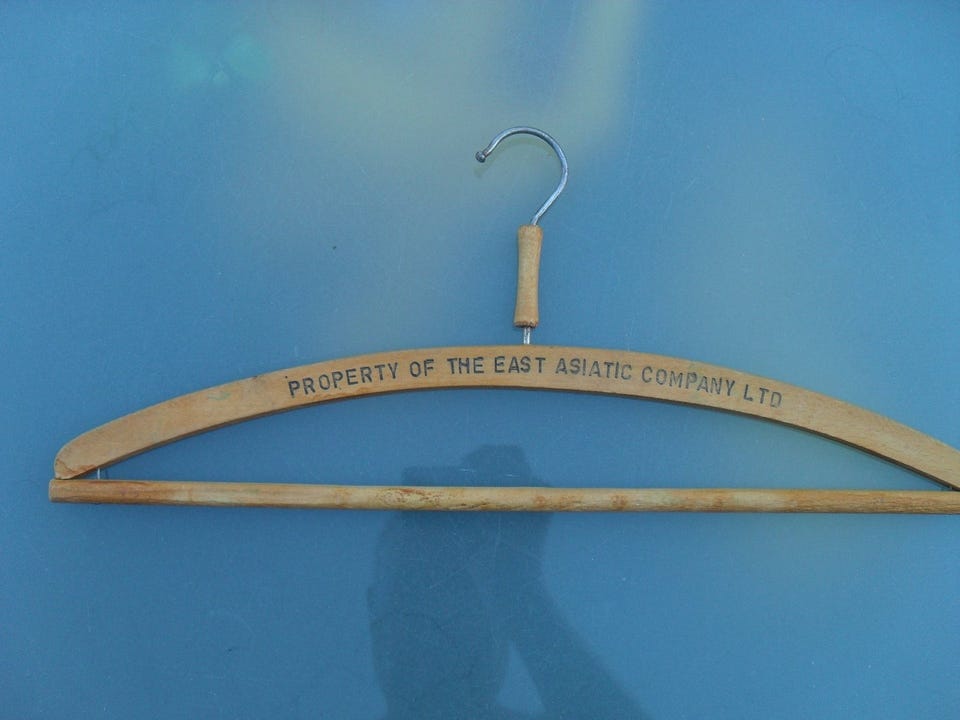 PROPERTY OF THE EAST ASIATIC COMPANY LTD